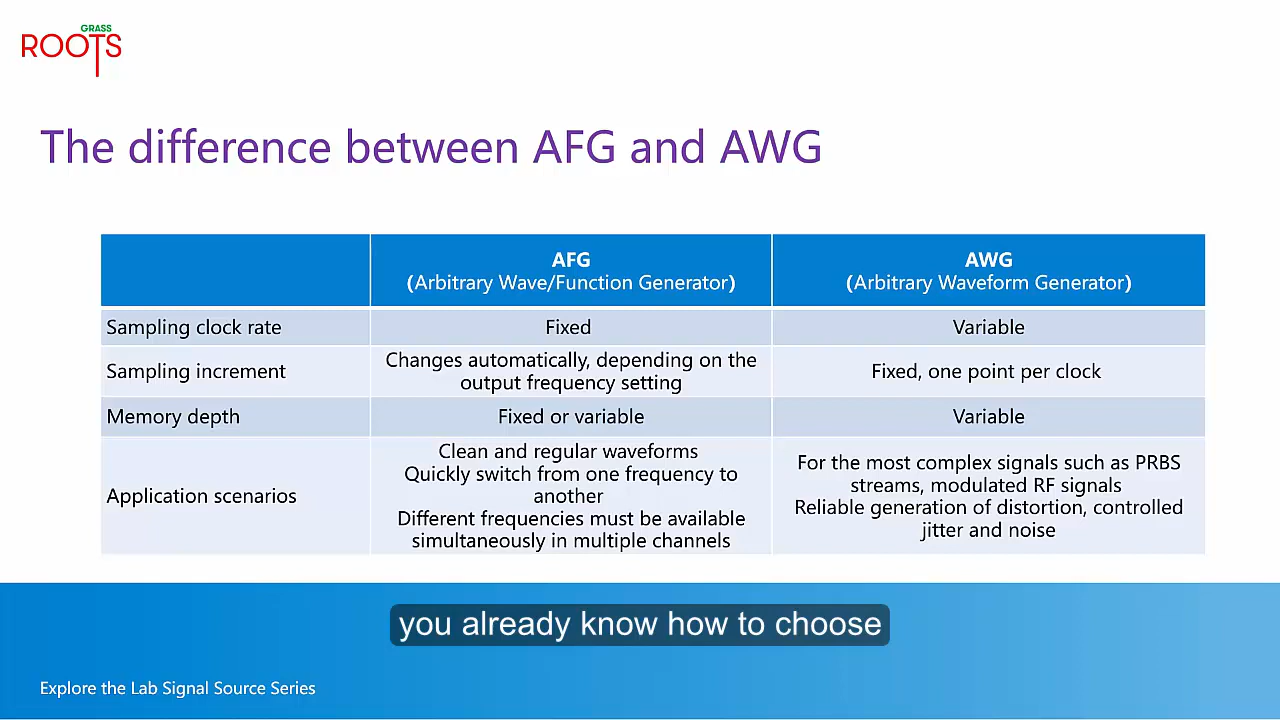 GRASS
ROOTS
The difference between AFG and AWG
AFG
(Arbitrary Wave/Function Generator)
AWG
(Arbitrary Waveform Generator)
Sampling clock rate
Fixed
Variable
Sampling increment
Changes automatically, depending on the
output frequency setting
Fixed, one point per clock
Memory depth
Fixed or variable
Variable
Application scenarios
Clean and regular waveforms
Quickly switch from one frequency to
another
Different frequencies must be available
simultaneously in multiple channels
For the most complex signals such as PRBS
streams, modulated RF signals
Reliable generation of distortion, controlled
jitter and noise
you already know how to choose
Explore the Lab Signal Source Series